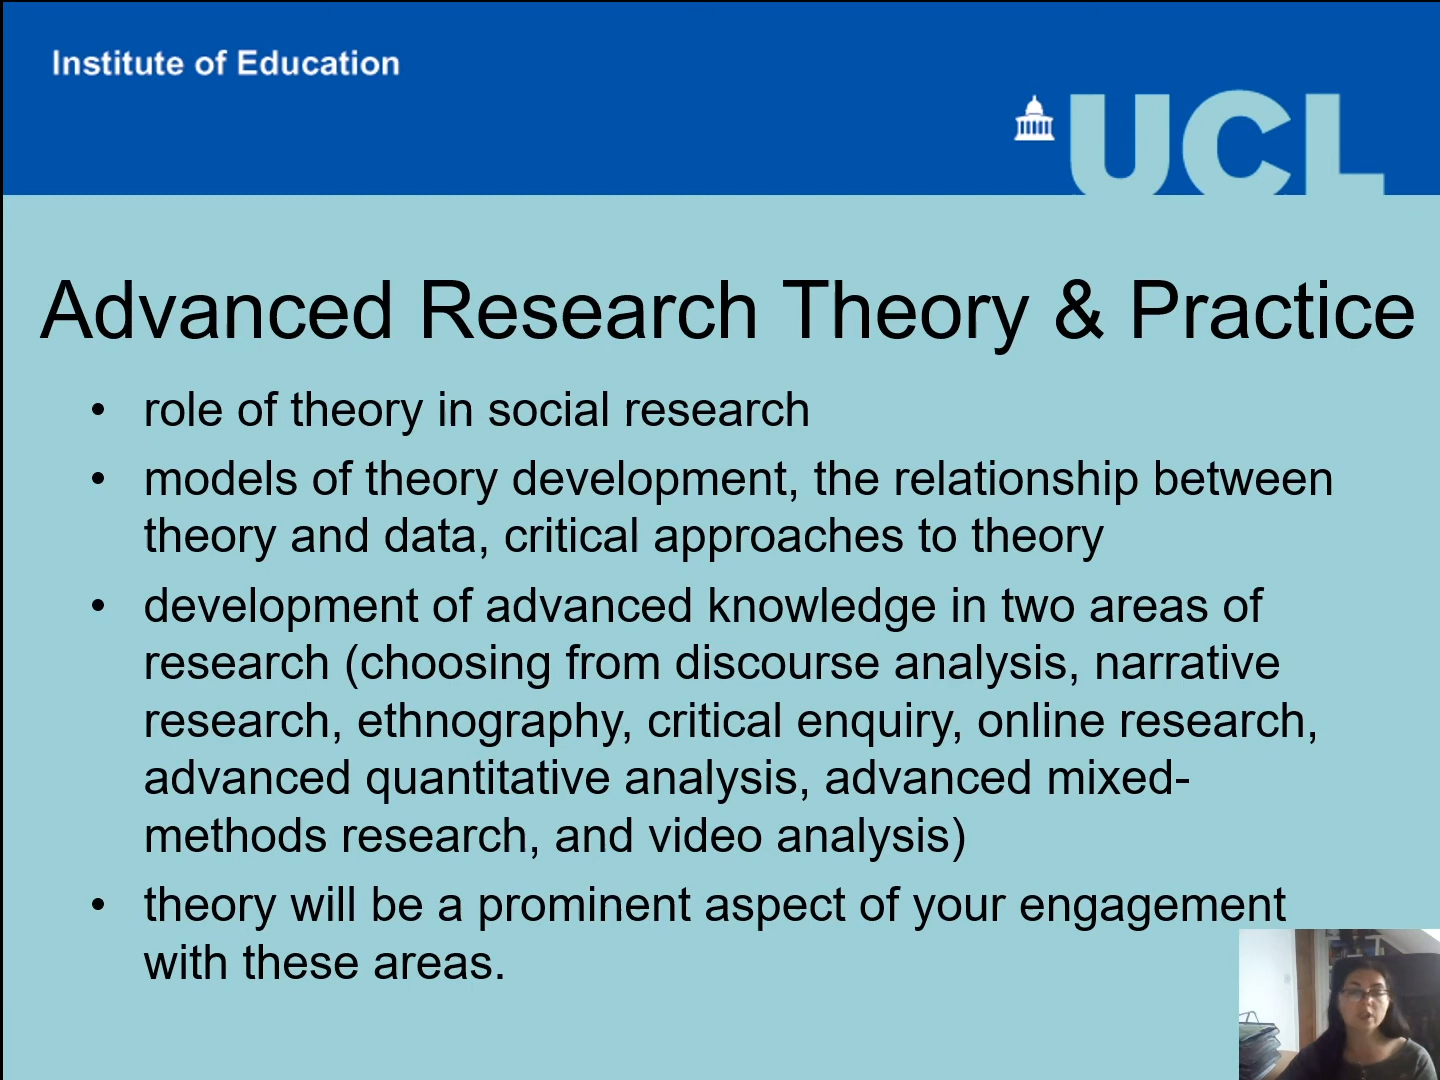 Institute of Education
UCL
Advanced Research Theory & Practice
• role of theory in social research
• models of theory development, the relationship between
theory and data, critical approaches to theory
• development of advanced knowledge in two areas of
research (choosing from discourse analysis, narrative
research, ethnography, critical enquiry, online research,
advanced quantitative analysis, advanced mixed-
methods research, and video analysis)
• theory will be a prominent aspect of your engagement
with these areas.